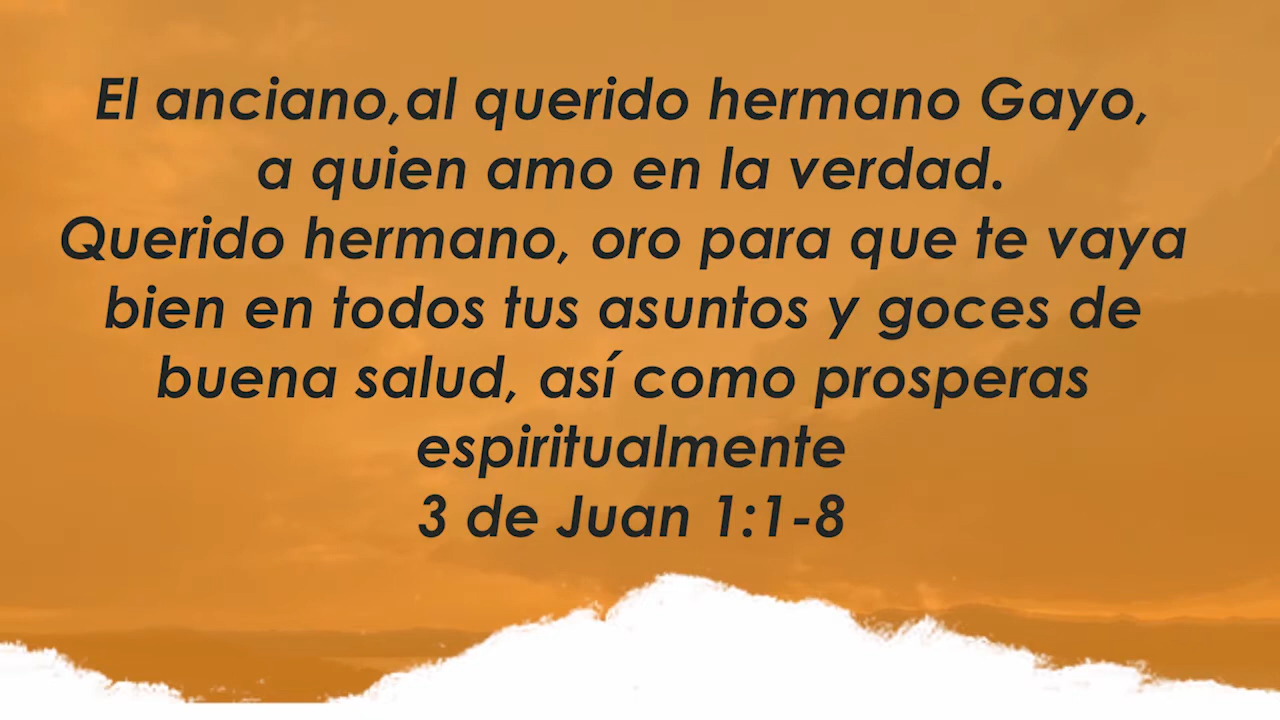 El anciano,al querido hermano Gayo,
a quien amo en la verdad.
Querido hermano, oro para que te vaya
bien en todos tus asuntos y goces de
buena salud, así como prosperas
espiritualmente
3 de Juan 1:1-8